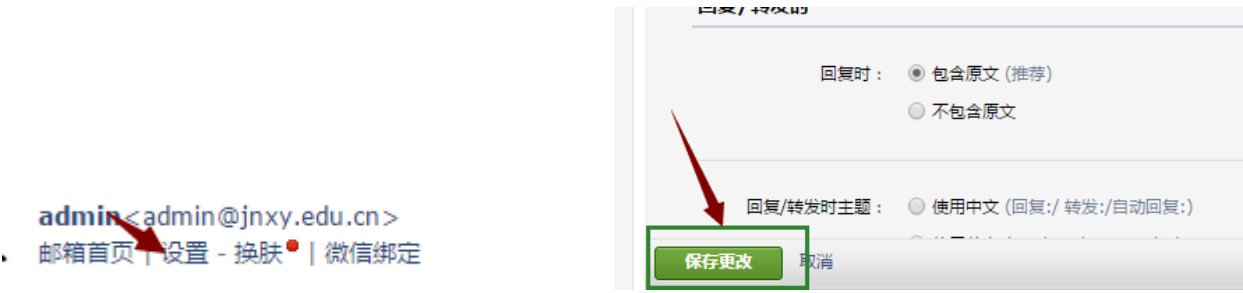 admin<admin@jnxy.edu.cn>
邮箱首页 | 设置 - 换肤 | 微信绑定
回复/转发时
回复时： 包含原文 (推荐)
不包含原文
回复/转发时主题： 使用中文 (回复:/ 转发:/自动回复:)
保存更改 取消